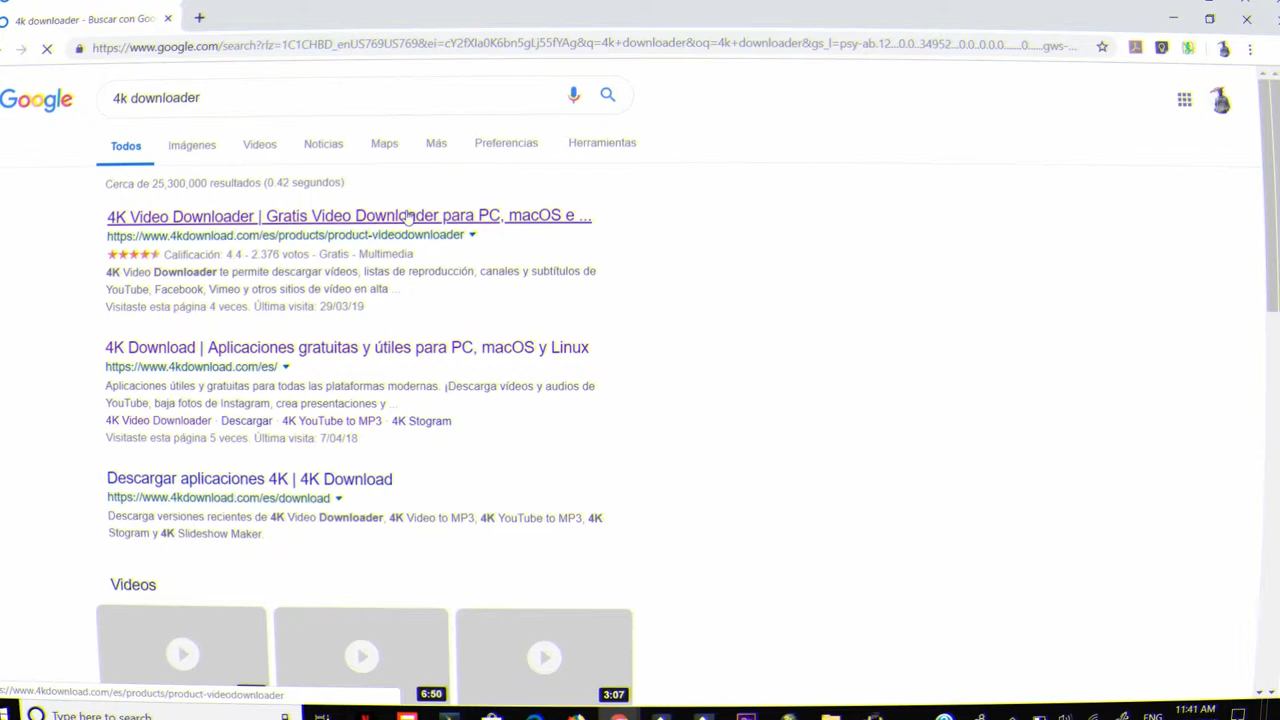 4k downloader - Buscar con Goo
https://www.google.com/search?rlz=1C1CHBD_enUS769US769&ei=cY2fXIa0K6bn5gLj55fYAg&q=4k+downloader&oq=4k+downloader&gs_l=psy-ab.12...0.0..34952...0.0..0.0.0.......0......gws-...
Google
4k downloader
Todos
Imágenes
Videos
Noticias
Maps
Más
Preferencias
Herramientas
Cerca de 25,300,000 resultados (0.42 segundos)
4K Video Downloader | Gratis Video Downloader para PC, macOS e ...
https://www.4kdownload.com/es/products/product-videodownloader
Calificación: 4.4 - 2.376 votos - Gratis - Multimedia
4K Video Downloader te permite descargar vídeos, listas de reproducción, canales y subtítulos de
YouTube, Facebook, Vimeo y otros sitios de vídeo en alta ...
Visitaste esta página 4 veces. Última visita: 29/03/19
4K Download | Aplicaciones gratuitas y útiles para PC, macOS y Linux
https://www.4kdownload.com/es/
Aplicaciones útiles y gratuitas para todas las plataformas modernas. ¡Descarga vídeos y audios de
YouTube, baja fotos de Instagram, crea presentaciones y ...
4K Video Downloader · Descargar · 4K YouTube to MP3 · 4K Stogram
Visitaste esta página 5 veces. Última visita: 7/04/18
Descargar aplicaciones 4K | 4K Download
https://www.4kdownload.com/es/download
Descarga versiones recientes de 4K Video Downloader, 4K Video to MP3, 4K YouTube to MP3, 4K
Stogram y 4K Slideshow Maker.
Videos
6:50
3:07
s://www.4kdownload.com/es/products/product-videodownloader
Type here to search
ENG
11:41 AM